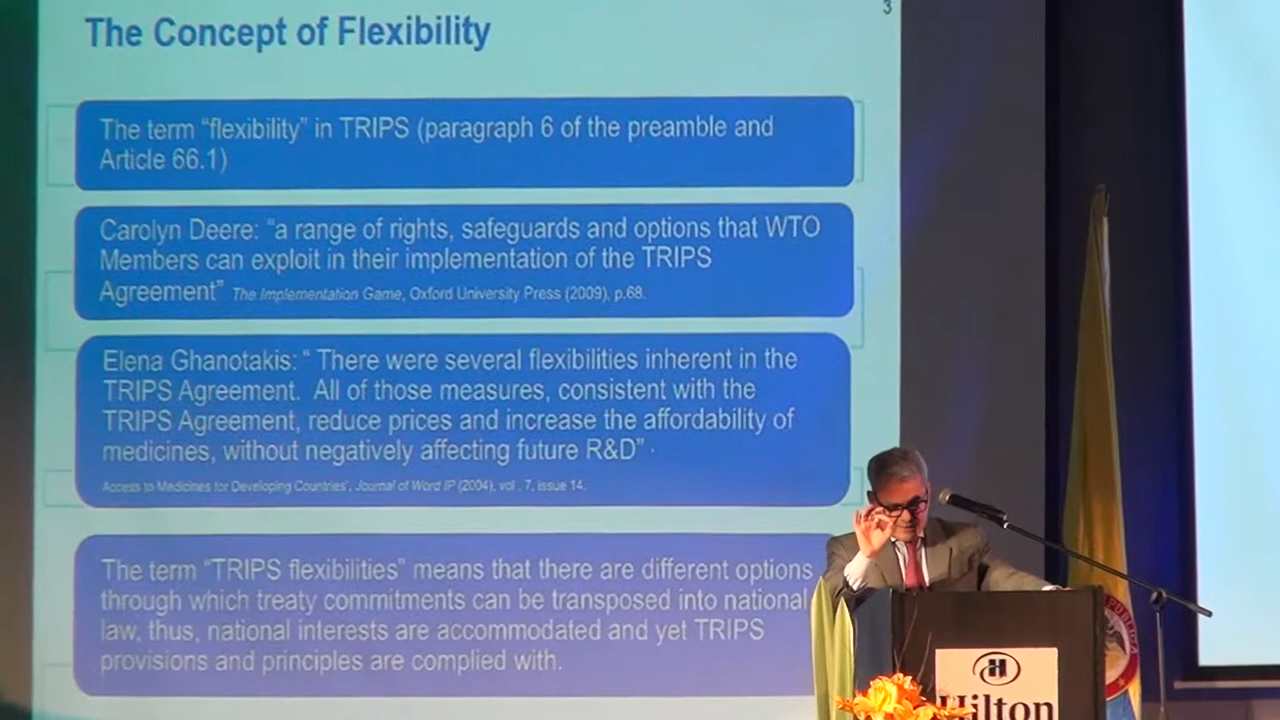 3
The Concept of Flexibility
The term “flexibility” in TRIPS (paragraph 6 of the preamble and
Article 66.1)
Carolyn Deere: “a range of rights, safeguards and options that WTO
Members can exploit in their implementation of the TRIPS
Agreement” The Implementation Game, Oxford University Press (2009), p.68.
Elena Ghanotakis: “ There were several flexibilities inherent in the
TRIPS Agreement. All of those measures, consistent with the
TRIPS Agreement, reduce prices and increase the affordability of
medicines, without negatively affecting future R&D”
Access to Medicines for Developing Countries’, Journal of Word IP (2004), vol . 7, issue 14.
The term “TRIPS flexibilities” means that there are different options
through which treaty commitments can be transposed into national
law, thus, national interests are accommodated and yet TRIPS
provisions and principles are complied with.
H
Hilton